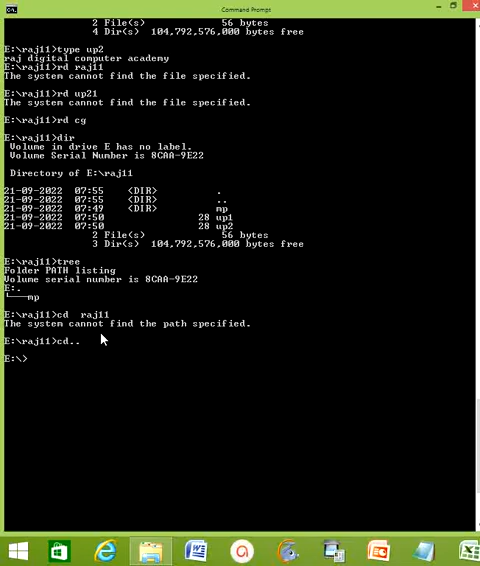 Command Prompt
2 File(s) 56 bytes
4 Dir(s) 104,792,576,000 bytes free
E:\raj11>type up2
raj digital computer academy
E:\raj11>rd raj11
The system cannot find the file specified.
E:\raj11>rd up21
The system cannot find the file specified.
E:\raj11>rd cg
E:\raj11>dir
Volume in drive E has no label.
Volume Serial Number is 8CAA-9E22
Directory of E:\raj11
21-09-2022 07:55 <DIR> .
21-09-2022 07:55 <DIR> ..
21-09-2022 07:49 <DIR> mp
21-09-2022 07:50 28 up1
21-09-2022 07:50 28 up2
2 File(s) 56 bytes
3 Dir(s) 104,792,576,000 bytes free
E:\raj11>tree
Folder PATH listing
Volume serial number is 8CAA-9E22
E:.
└───mp
E:\raj11>cd raj11
The system cannot find the path specified.
E:\raj11>cd..
E:\>